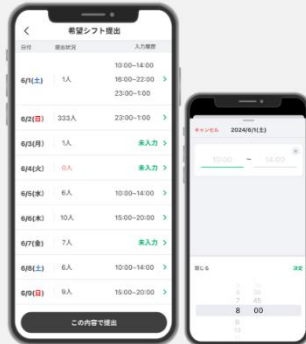 希望シフト提出
日付 提出状況 入力履歴
10:00~14:00
6/1(土) 1人 16:00~22:00
23:00~1:00
6/2(日) 333人 23:00~1:00
6/3(月) 1人 未入力
6/4(火) 0人 未入力
6/5(水) 6人 10:00~14:00
6/6(木) 10人 15:00~20:00
6/7(金) 7人 未入力
6/8(土) 6人 10:00~14:00
6/9(日) 9人 15:00~20:00
この内容で提出
キャンセル 2024/6/1(土)
10:00 ~ 14:00
閉じる 決定
7 45
8 00
9